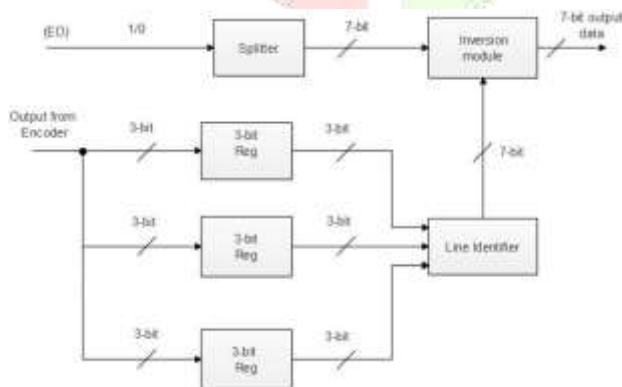 (ED)
1/0
Splitter
7-bit
Inversion
module
7-bit output
data
Output from
Encoder
3-bit
3-bit
Reg
3-bit
7-bit
3-bit
3-bit
Reg
3-bit
Line Identifier
3-bit
3-bit
Reg
3-bit